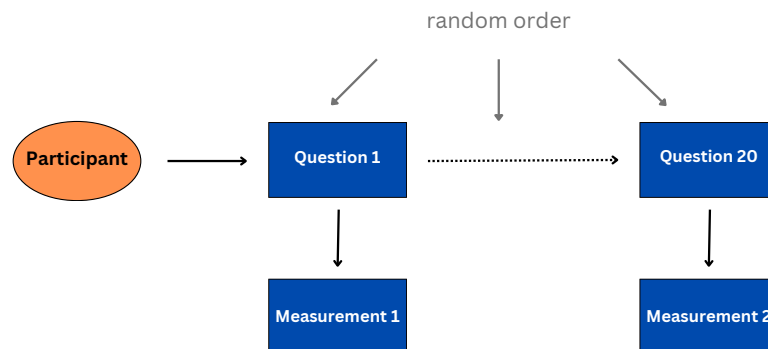 random order
Participant
Question 1
Question 20
Measurement 1
Measurement 2